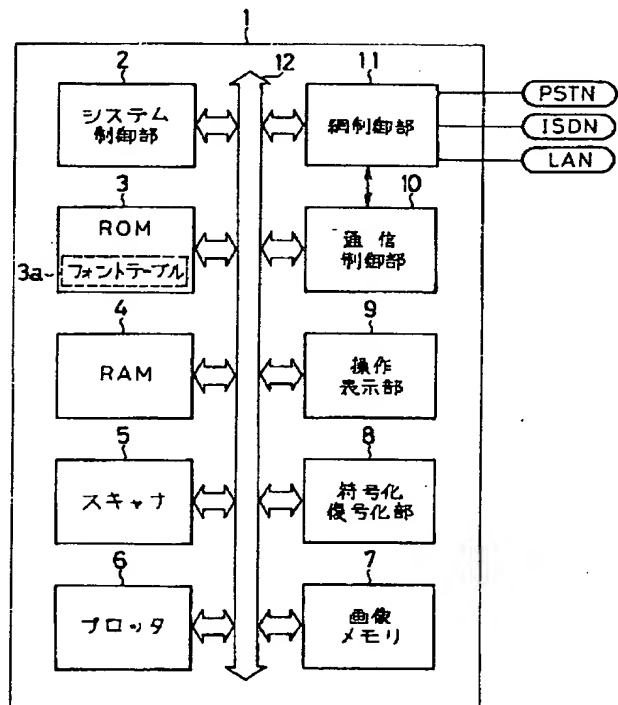 1
2
12
11
システム
制御部
網制御部
PSTN
ISDN
LAN
3
10
ROM
3a
フォントテーブル
通信
制御部
4
9
RAM
操作
表示部
5
8
スキャナ
符号化
復号化部
6
7
プロッタ
画像
メモリ